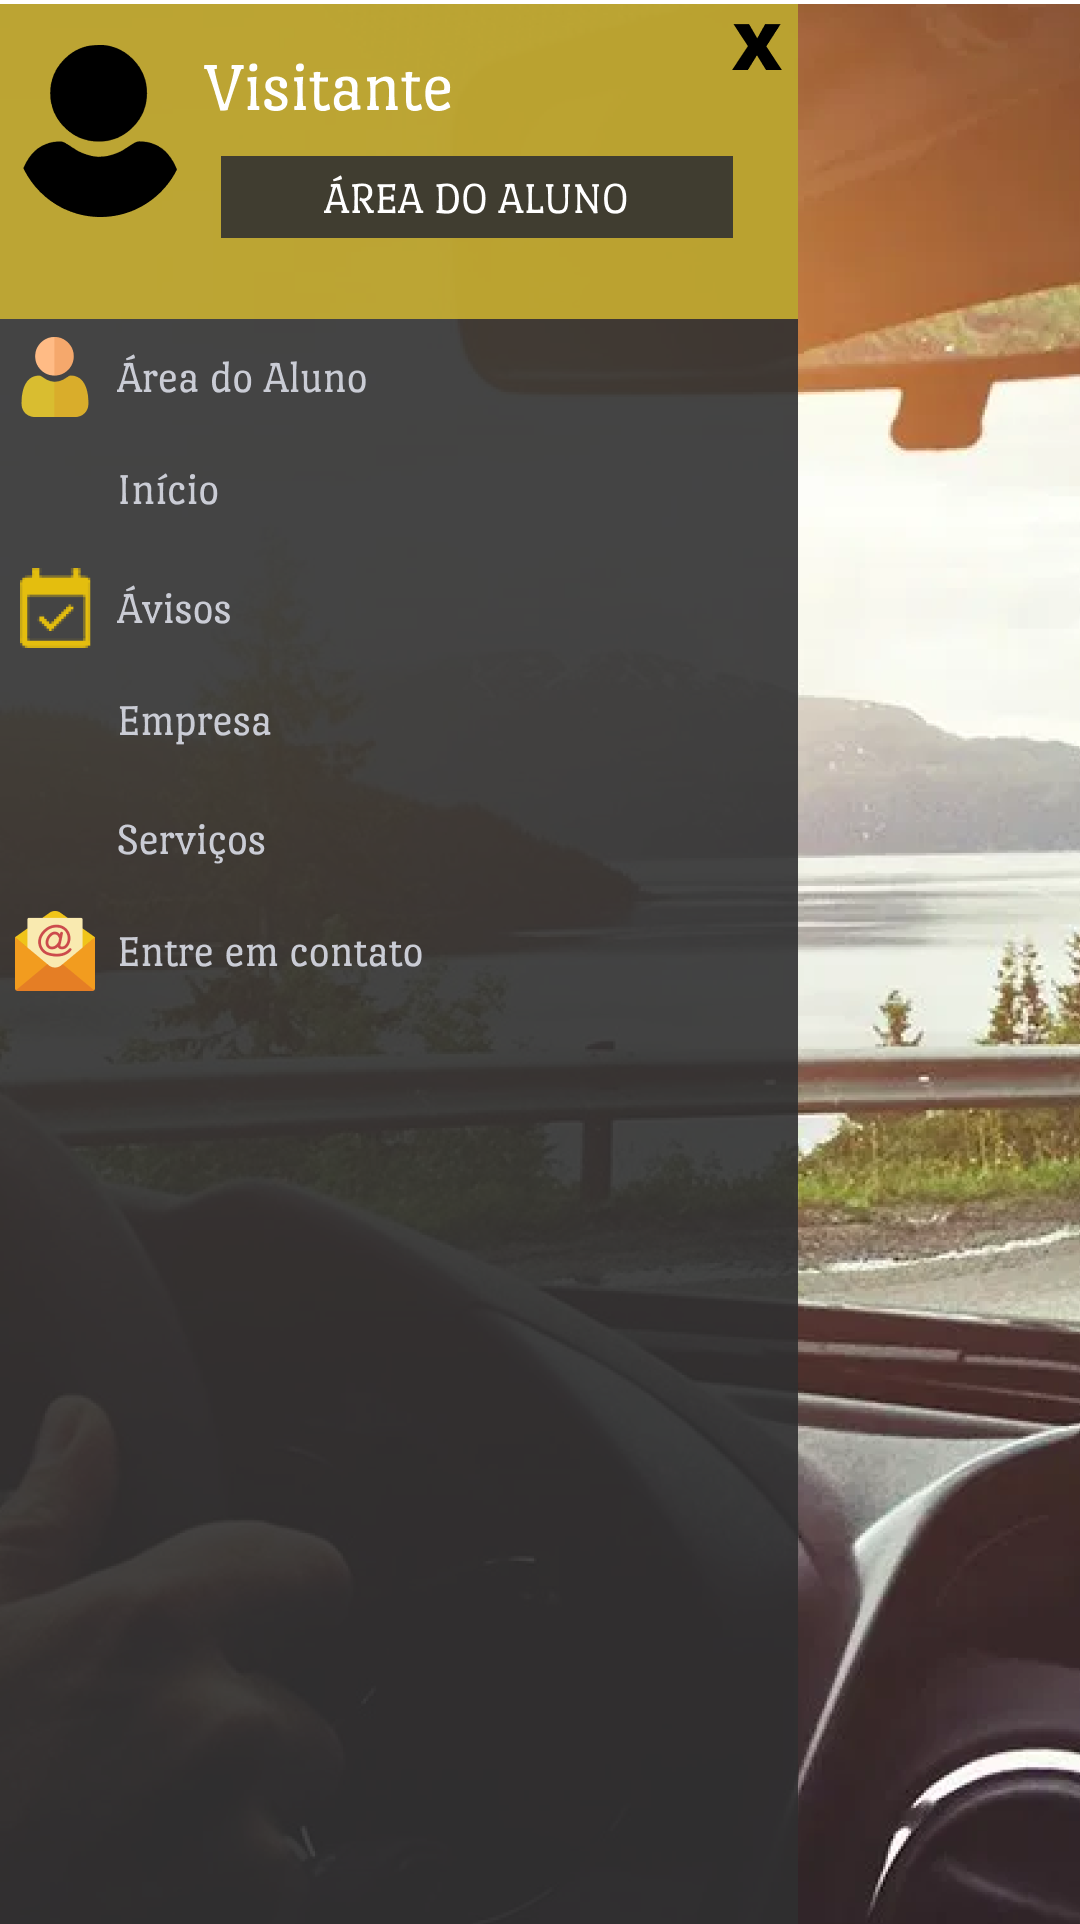 Visitante
X
ÁREA DO ALUNO
Área do Aluno
Início
Ávisos
Empresa
Serviços
@
Entre em contato